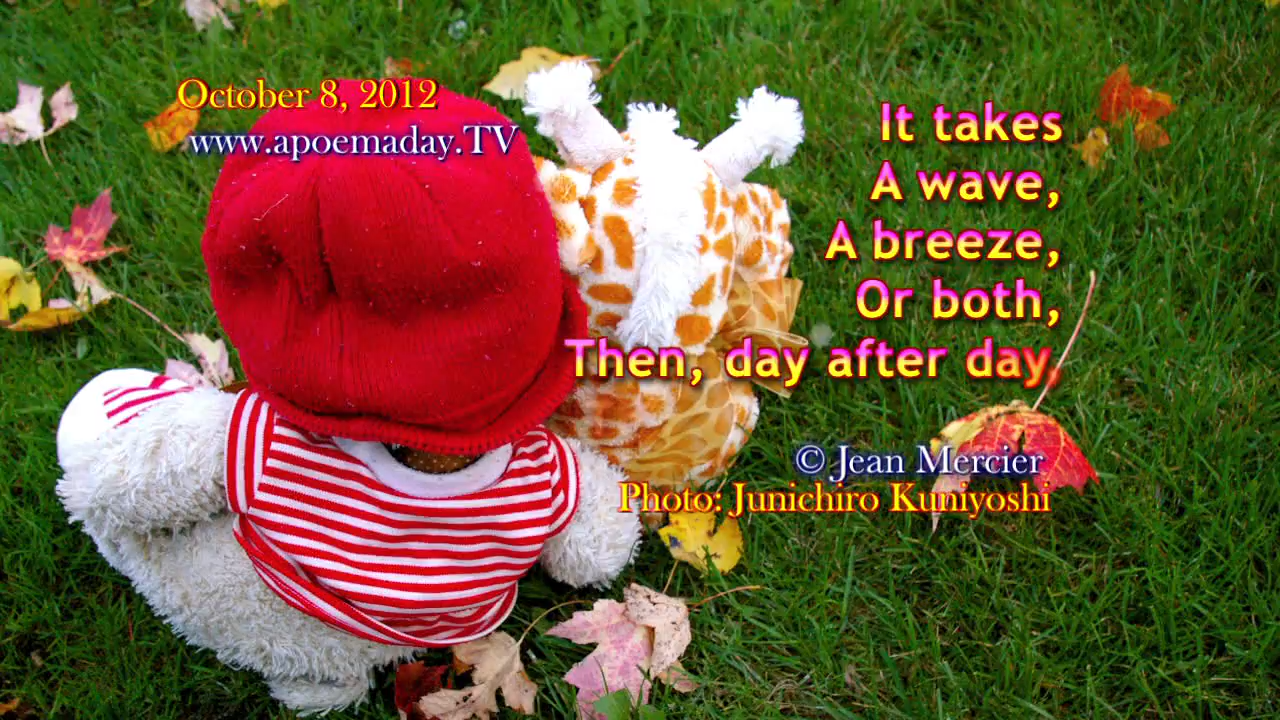 October 8, 2012
www.apoemaday.TV
It takes
A wave,
A breeze,
Or both,
Then, day after day,
© Jean Mercier
Photo: Junichiro Kuniyoshi